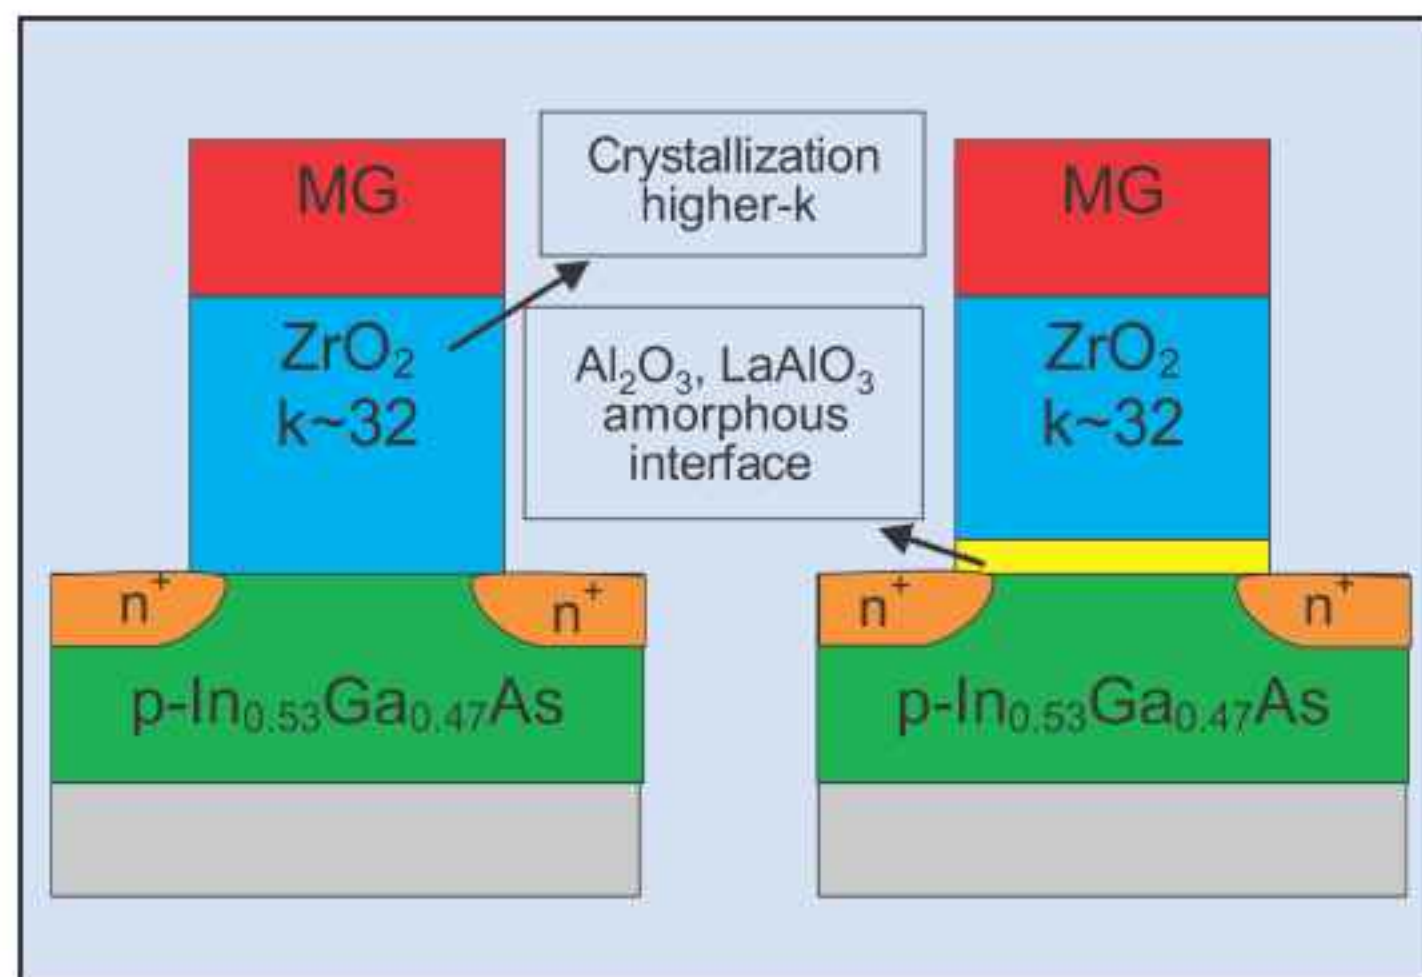 MG
ZrO₂
k~32
n⁺
n⁺
p-In₀.₅₃Ga₀.₄₇As
Crystallization
higher-k
Al₂O₃, LaAlO₃
amorphous
interface
MG
ZrO₂
k~32
n⁺
n⁺
p-In₀.₅₃Ga₀.₄₇As